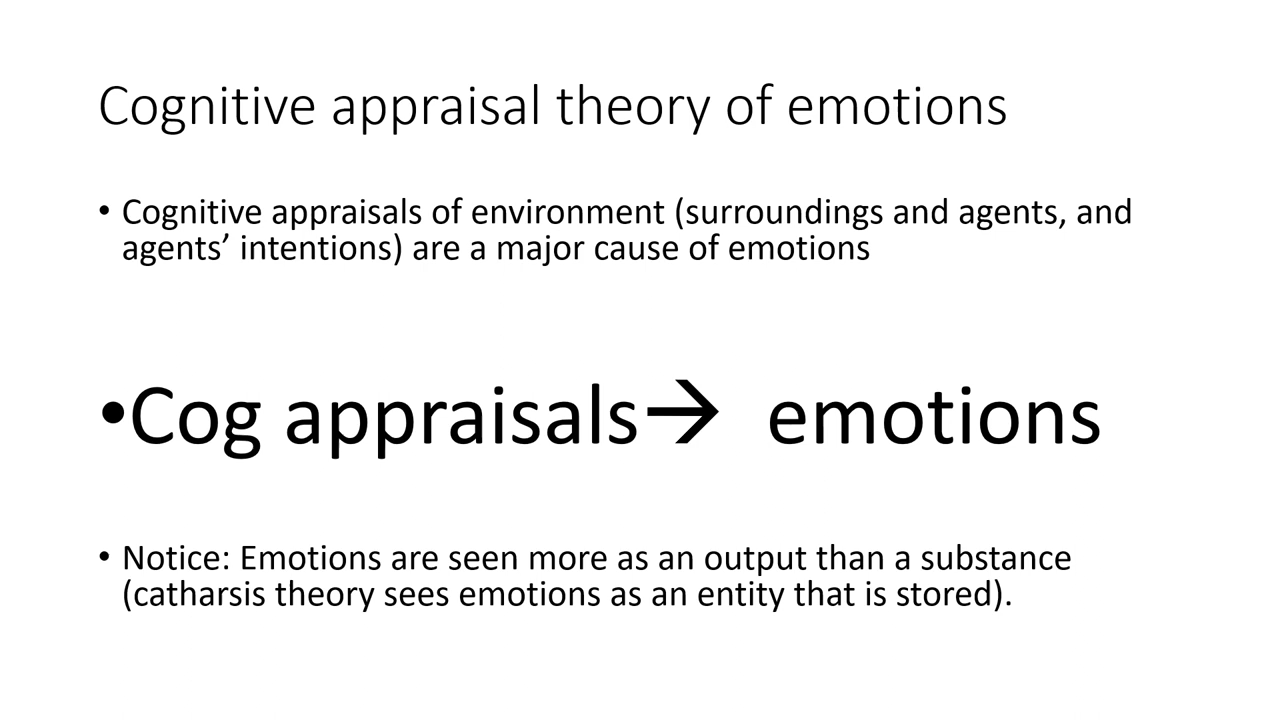 Cognitive appraisal theory of emotions
• Cognitive appraisals of environment (surroundings and agents, and
agents’ intentions) are a major cause of emotions
•Cog appraisals→ emotions
• Notice: Emotions are seen more as an output than a substance
(catharsis theory sees emotions as an entity that is stored).